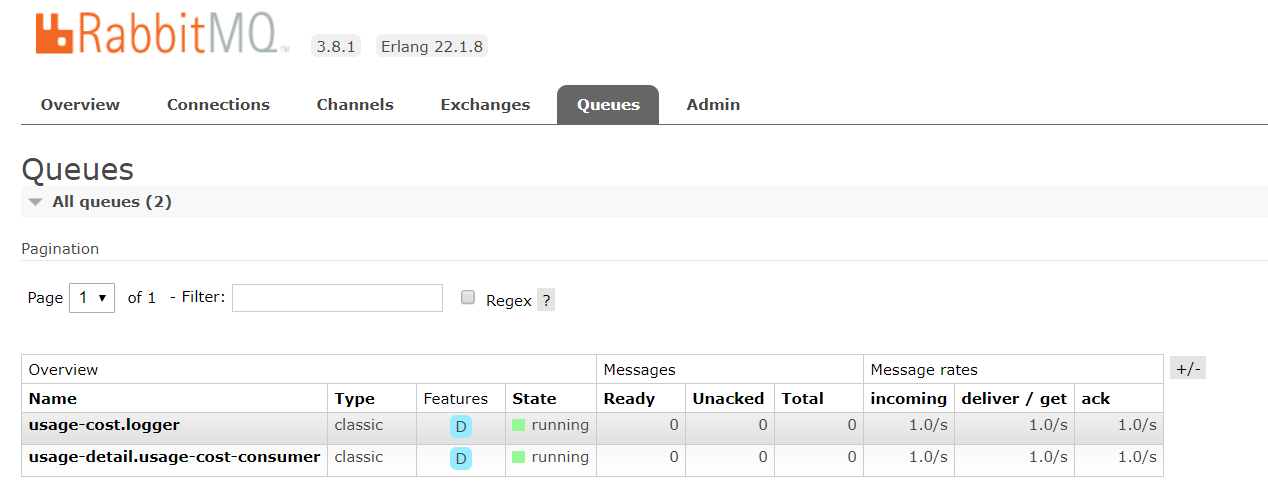 RabbitMQ™ 3.8.1 Erlang 22.1.8
Overview Connections Channels Exchanges Queues Admin
Queues
All queues (2)
Pagination
Page 1 of 1 - Filter: Regex ?
Overview Messages Message rates +/-
Name Type Features State Ready Unacked Total incoming deliver / get ack
usage-cost.logger classic D running 0 0 0 1.0/s 1.0/s 1.0/s
usage-detail.usage-cost-consumer classic D running 0 0 0 1.0/s 1.0/s 1.0/s